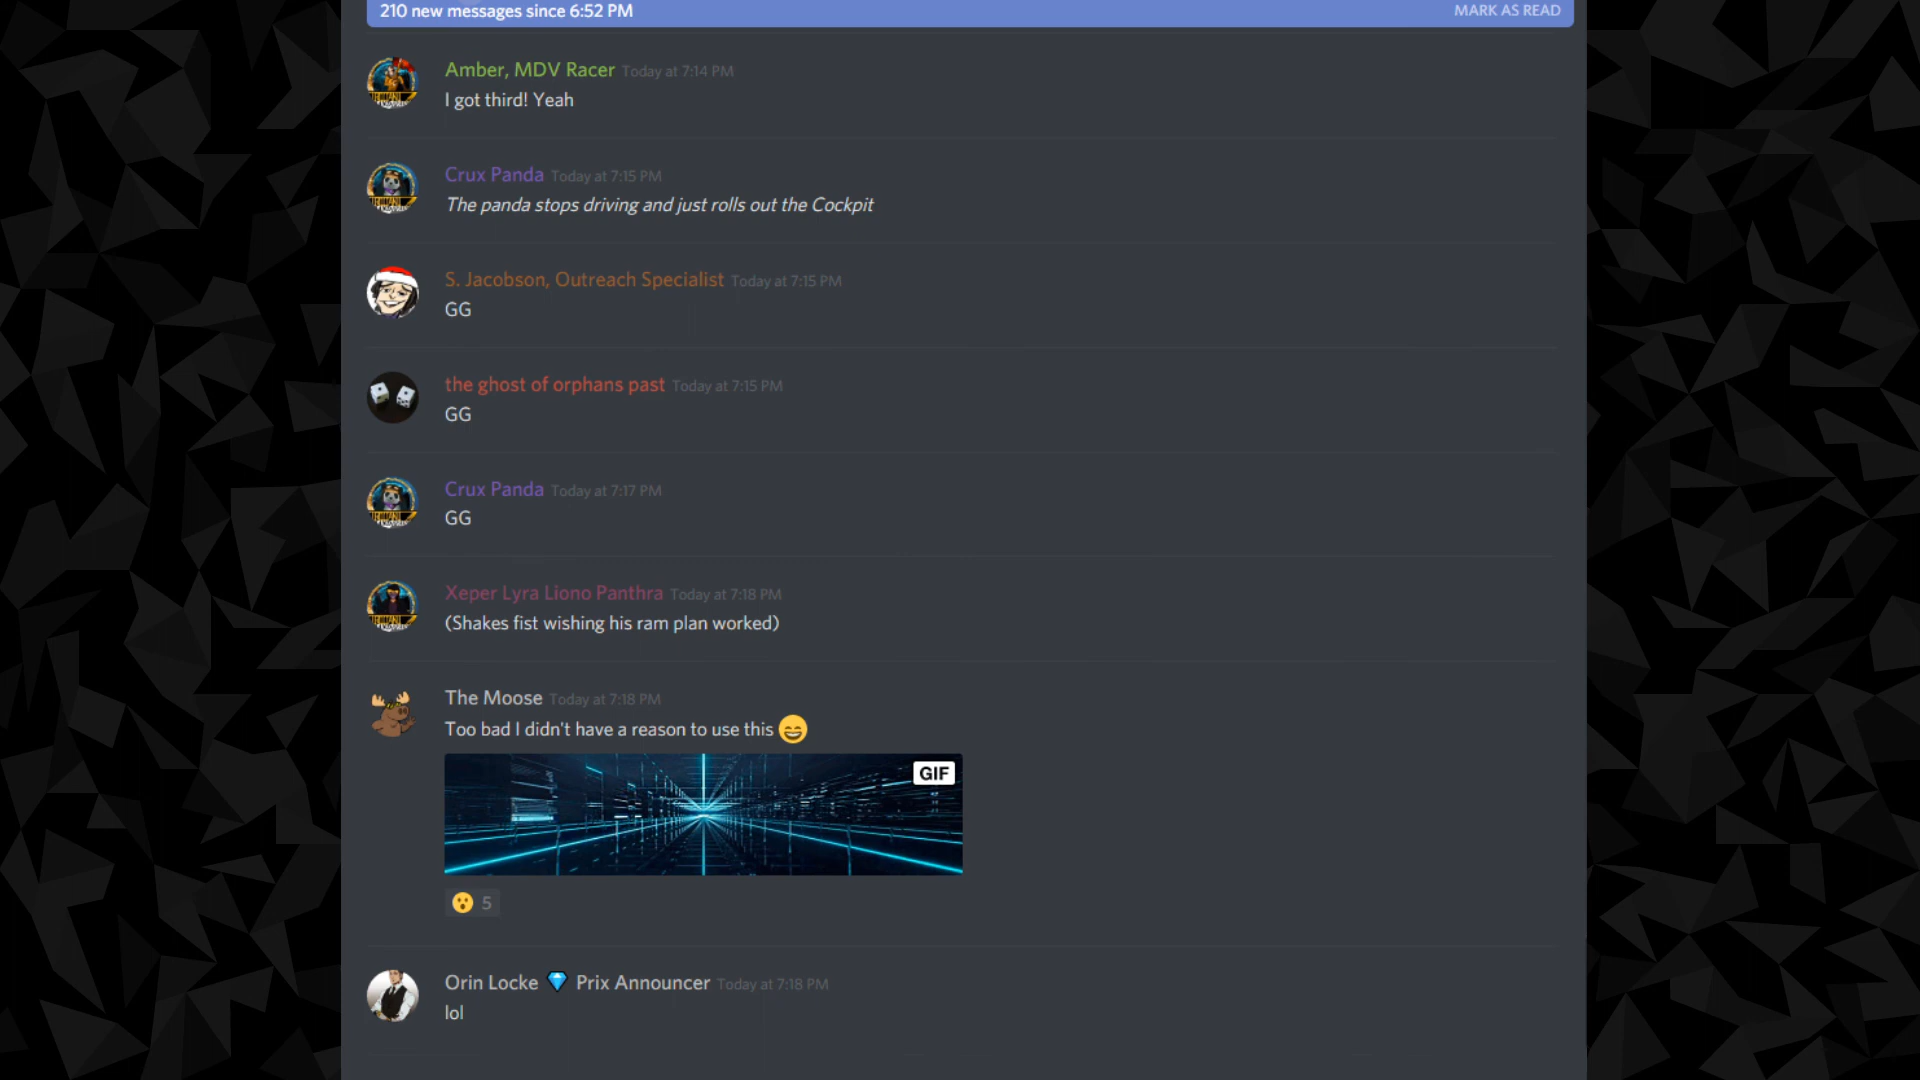 210 new messages since 6:52 PM MARK AS READ
Amber, MDV Racer Today at 7:14 PM
I got third! Yeah
Crux Panda Today at 7:15 PM
The panda stops driving and just rolls out the Cockpit
S. Jacobson, Outreach Specialist Today at 7:15 PM
GG
the ghost of orphans past Today at 7:15 PM
GG
Crux Panda Today at 7:17 PM
GG
Xeper Lyra Liono Panthra Today at 7:18 PM
(Shakes fist wishing his ram plan worked)
The Moose Today at 7:18 PM
Too bad I didn't have a reason to use this 😄
GIF
😮 5
Orin Locke 💎 Prix Announcer Today at 7:18 PM
lol